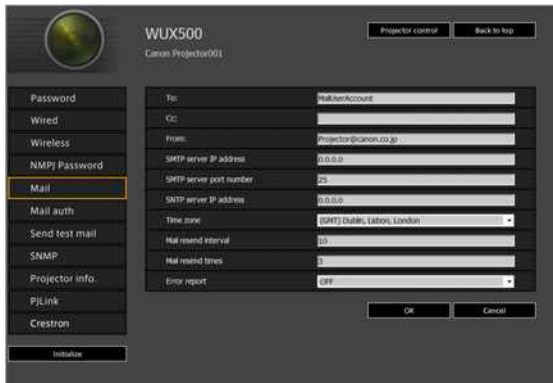 WUX500
Canon Projector001
Projector control
Back to top
Password
Wired
Wireless
NMPJ Password
Mail
Mail auth
Send test mail
SNMP
Projector info.
PJLink
Crestron
Initialize
To: MailUserAccount
Cc:
From: Projector@canon.co.jp
SMTP server IP address 0.0.0.0
SMTP server port number 25
SNTP server IP address 0.0.0.0
Time zone (GMT) Dublin, Lisbon, London
Mail resend interval 10
Mail resend times 3
Error report OFF
OK Cancel